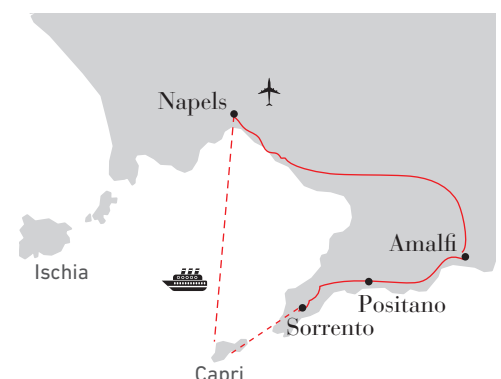 Napels
Amalfi
Ischia
Positano
Sorrento
Capri